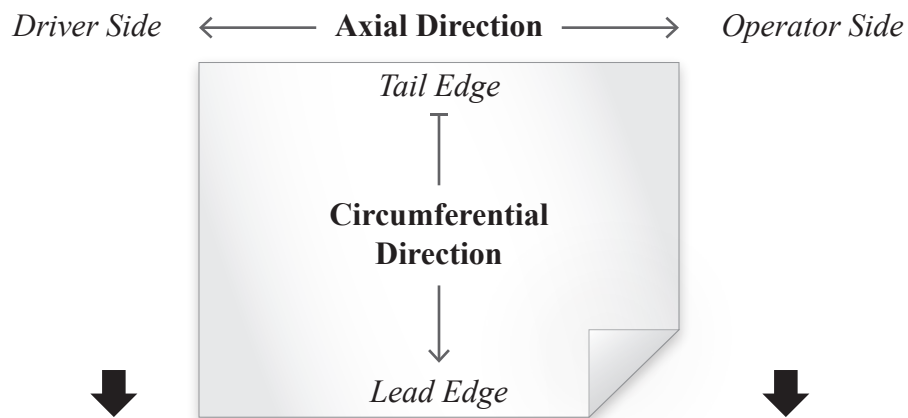 Driver Side Axial Direction Operator Side
Tail Edge
Circumferential
Direction
Lead Edge